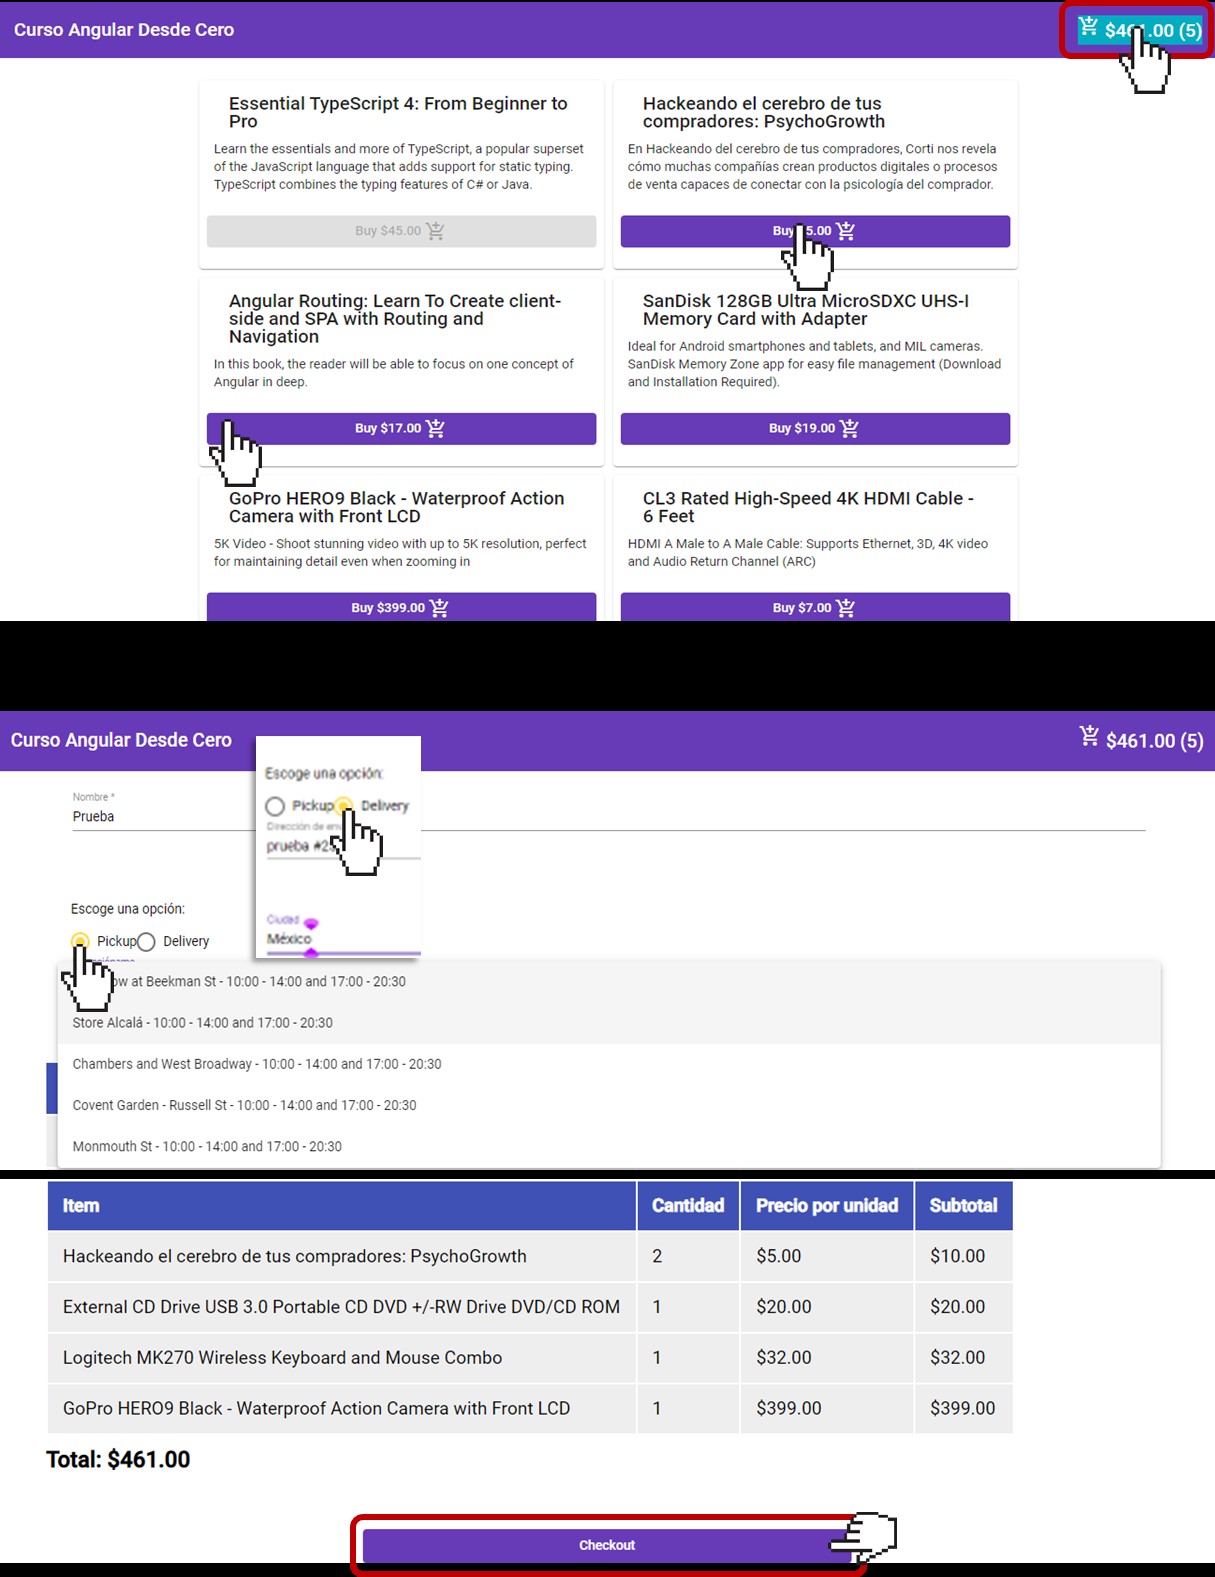 Curso Angular Desde Cero
$461.00 (5)
Essential TypeScript 4: From Beginner to
Pro
Learn the essentials and more of TypeScript, a popular superset
of the JavaScript language that adds support for static typing.
TypeScript combines the typing features of C# or Java.
Buy $45.00
Hackeando el cerebro de tus
compradores: PsychoGrowth
En Hackeando del cerebro de tus compradores, Corti nos revela
cómo muchas compañías crean productos digitales o procesos
de venta capaces de conectar con la psicología del comprador.
Buy 5.00
Angular Routing: Learn To Create client-
side and SPA with Routing and
Navigation
In this book, the reader will be able to focus on one concept of
Angular in deep.
Buy $17.00
SanDisk 128GB Ultra MicroSDXC UHS-I
Memory Card with Adapter
Ideal for Android smartphones and tablets, and MIL cameras.
SanDisk Memory Zone app for easy file management (Download
and Installation Required).
Buy $19.00
GoPro HERO9 Black - Waterproof Action
Camera with Front LCD
5K Video - Shoot stunning video with up to 5K resolution, perfect
for maintaining detail even when zooming in
Buy $399.00
CL3 Rated High-Speed 4K HDMI Cable -
6 Feet
HDMI A Male to A Male Cable: Supports Ethernet, 3D, 4K video
and Audio Return Channel (ARC)
Buy $7.00
Curso Angular Desde Cero
$461.00 (5)
Nombre *
Prueba
Escoge una opción:
Pickup Delivery
Dirección de
prueba
Ciudad
México
Escoge una opción:
Pickup Delivery
at Beekman St - 10:00 - 14:00 and 17:00 - 20:30
Store Alcalá - 10:00 - 14:00 and 17:00 - 20:30
Chambers and West Broadway - 10:00 - 14:00 and 17:00 - 20:30
Covent Garden - Russell St - 10:00 - 14:00 and 17:00 - 20:30
Monmouth St - 10:00 - 14:00 and 17:00 - 20:30
Item Cantidad Precio por unidad Subtotal
Hackeando el cerebro de tus compradores: PsychoGrowth 2 $5.00 $10.00
External CD Drive USB 3.0 Portable CD DVD +/-RW Drive DVD/CD ROM 1 $20.00 $20.00
Logitech MK270 Wireless Keyboard and Mouse Combo 1 $32.00 $32.00
GoPro HERO9 Black - Waterproof Action Camera with Front LCD 1 $399.00 $399.00
Total: $461.00
Checkout